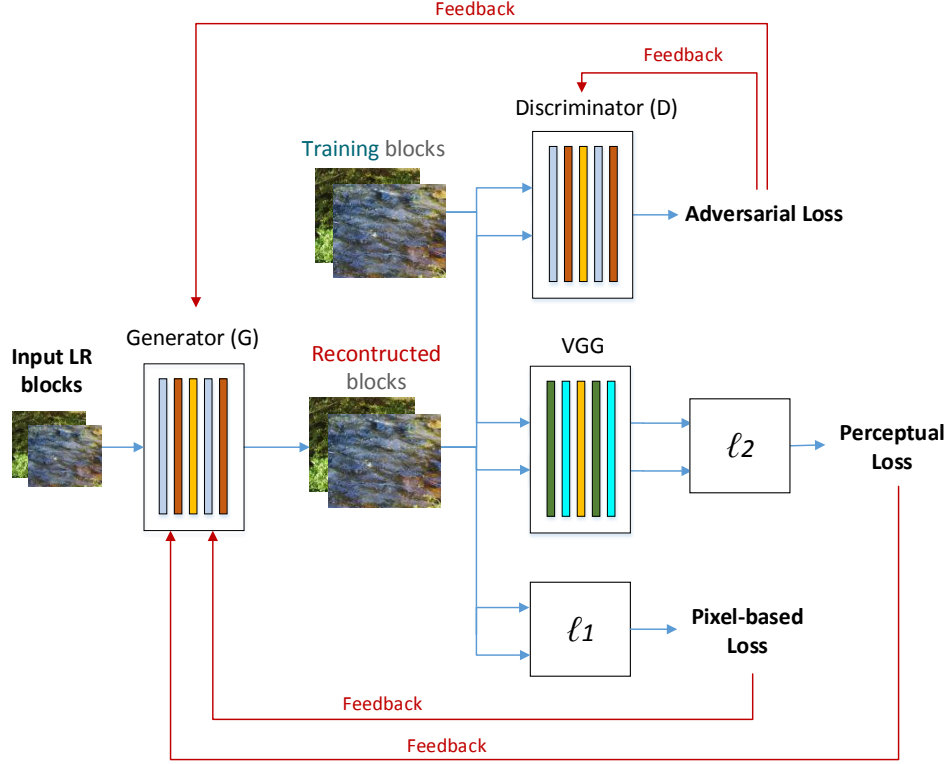 Feedback
Feedback
Discriminator (D)
Training blocks
Adversarial Loss
Generator (G)
Input LR
blocks
Recontructed
blocks
VGG
ℓ2
Perceptual
Loss
ℓ1
Pixel-based
Loss
Feedback
Feedback